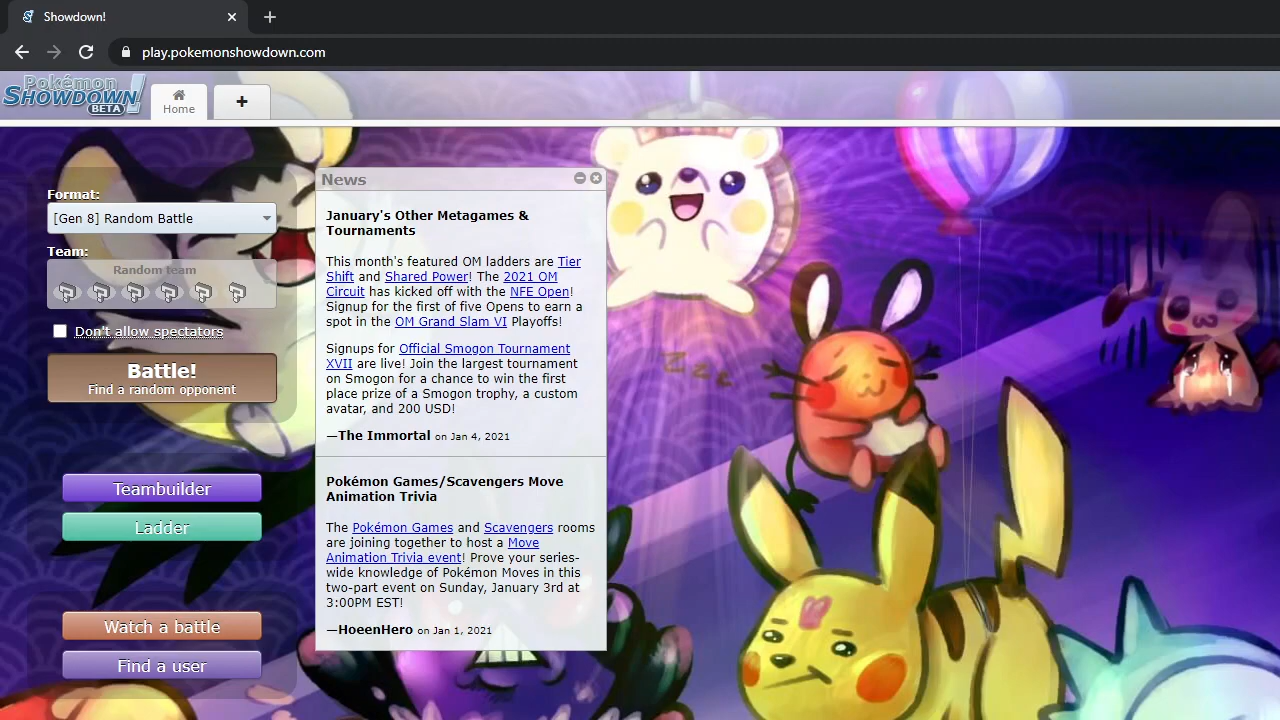 Showdown!
play.pokemonshowdown.com
Pokémon
SHOWDOWN!
BETA
Home
Format:
[Gen 8] Random Battle
Team:
Random team
Don't allow spectators
Battle!
Find a random opponent
Teambuilder
Ladder
Watch a battle
Find a user
News
January's Other Metagames &
Tournaments
This month's featured OM ladders are Tier
Shift and Shared Power! The 2021 OM
Circuit has kicked off with the NFE Open!
Signup for the first of five Opens to earn a
spot in the OM Grand Slam VI Playoffs!
Signups for Official Smogon Tournament
XVII are live! Join the largest tournament
on Smogon for a chance to win the first
place prize of a Smogon trophy, a custom
avatar, and 200 USD!
—The Immortal on Jan 4, 2021
Pokémon Games/Scavengers Move
Animation Trivia
The Pokémon Games and Scavengers rooms
are joining together to host a Move
Animation Trivia event! Prove your series-
wide knowledge of Pokémon Moves in this
two-part event on Sunday, January 3rd at
3:00PM EST!
—HoeenHero on Jan 1, 2021
Zzz